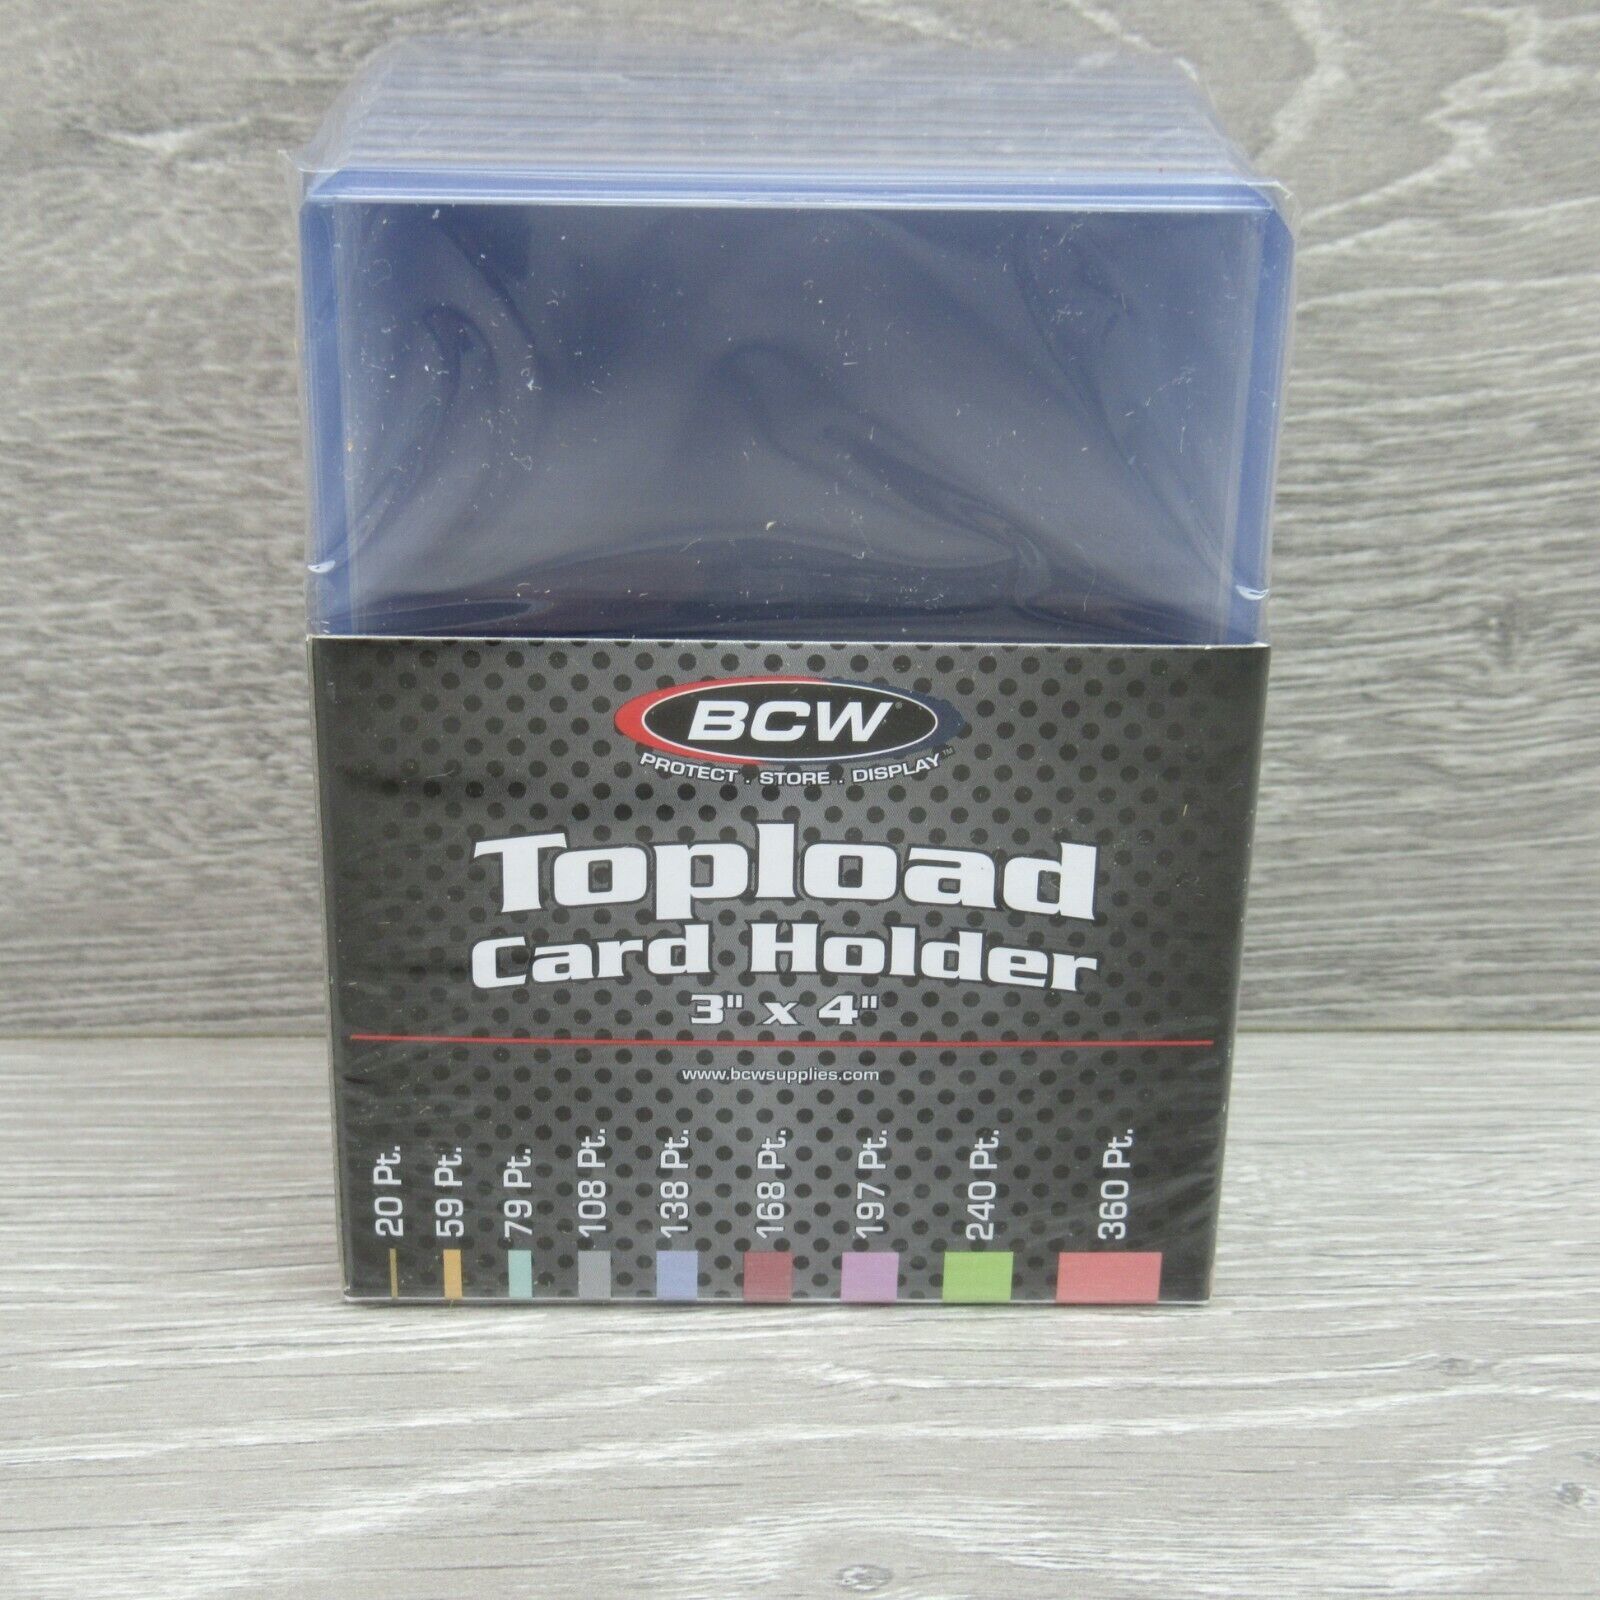 BCW®
PROTECT . STORE . DISPLAY™
Topload
Card Holder
3" x 4"
www.bcwsupplies.com
20 Pt.
59 Pt.
79 Pt.
108 Pt.
138 Pt.
168 Pt.
197 Pt.
240 Pt.
360 Pt.